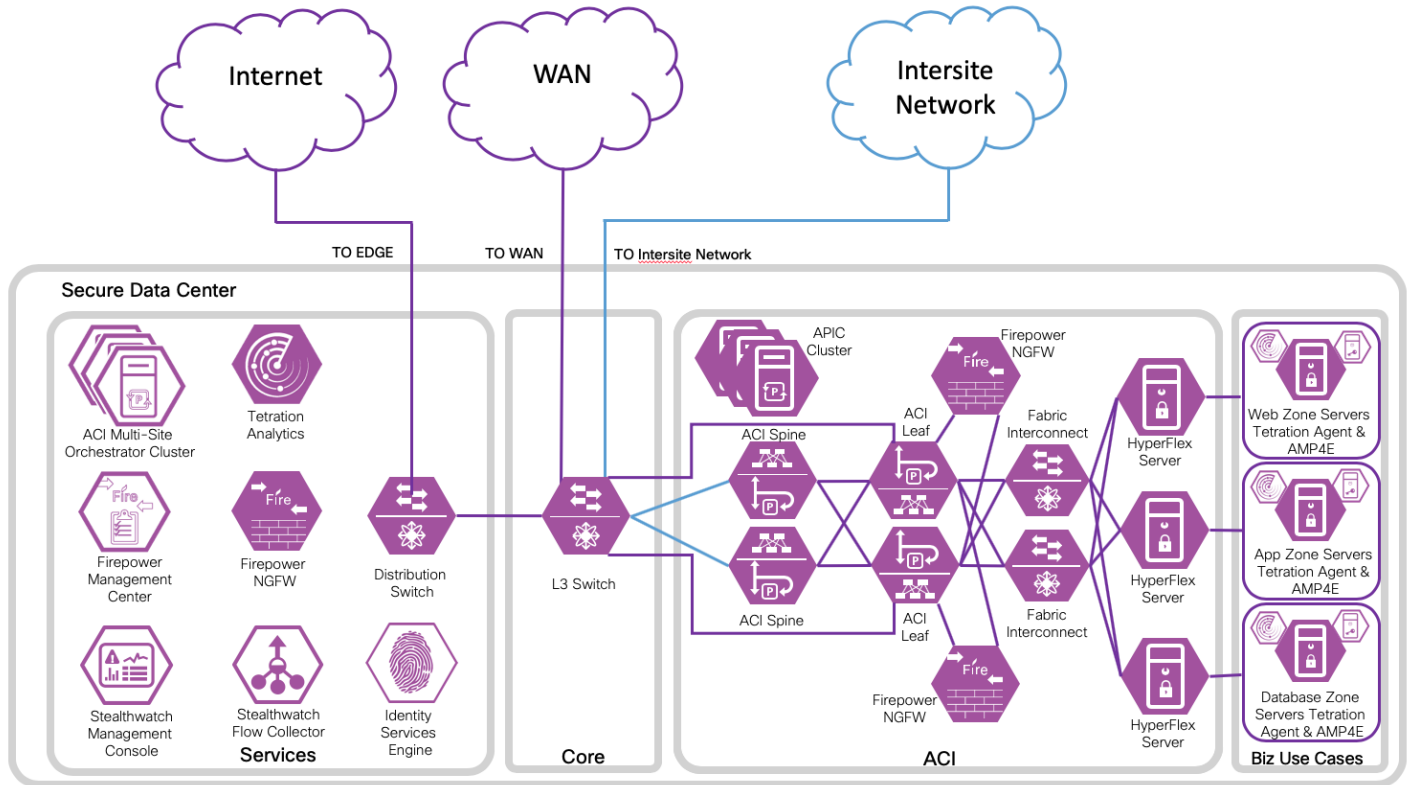 Internet
WAN
Intersite
Network
TO EDGE
TO WAN
TO Intersite Network
Secure Data Center
ACI Multi-Site
Orchestrator Cluster
Tetration
Analytics
Fire
Firepower
Management
Center
Fire
Firepower
NGFW
Distribution
Switch
Stealthwatch
Management
Console
Stealthwatch
Flow Collector
Identity
Services
Engine
Services
L3 Switch
Core
APIC
Cluster
P
P
Firepower
NGFW
Fire
ACI Spine
P
P
ACI Spine
ACI
Leaf
P
P
ACI
Leaf
Fabric
Interconnect
Fabric
Interconnect
Fire
Firepower
NGFW
HyperFlex
Server
HyperFlex
Server
HyperFlex
Server
ACI
Web Zone Servers
Tetration Agent &
AMP4E
App Zone Servers
Tetration Agent &
AMP4E
Database Zone
Servers Tetration
Agent & AMP4E
Biz Use Cases